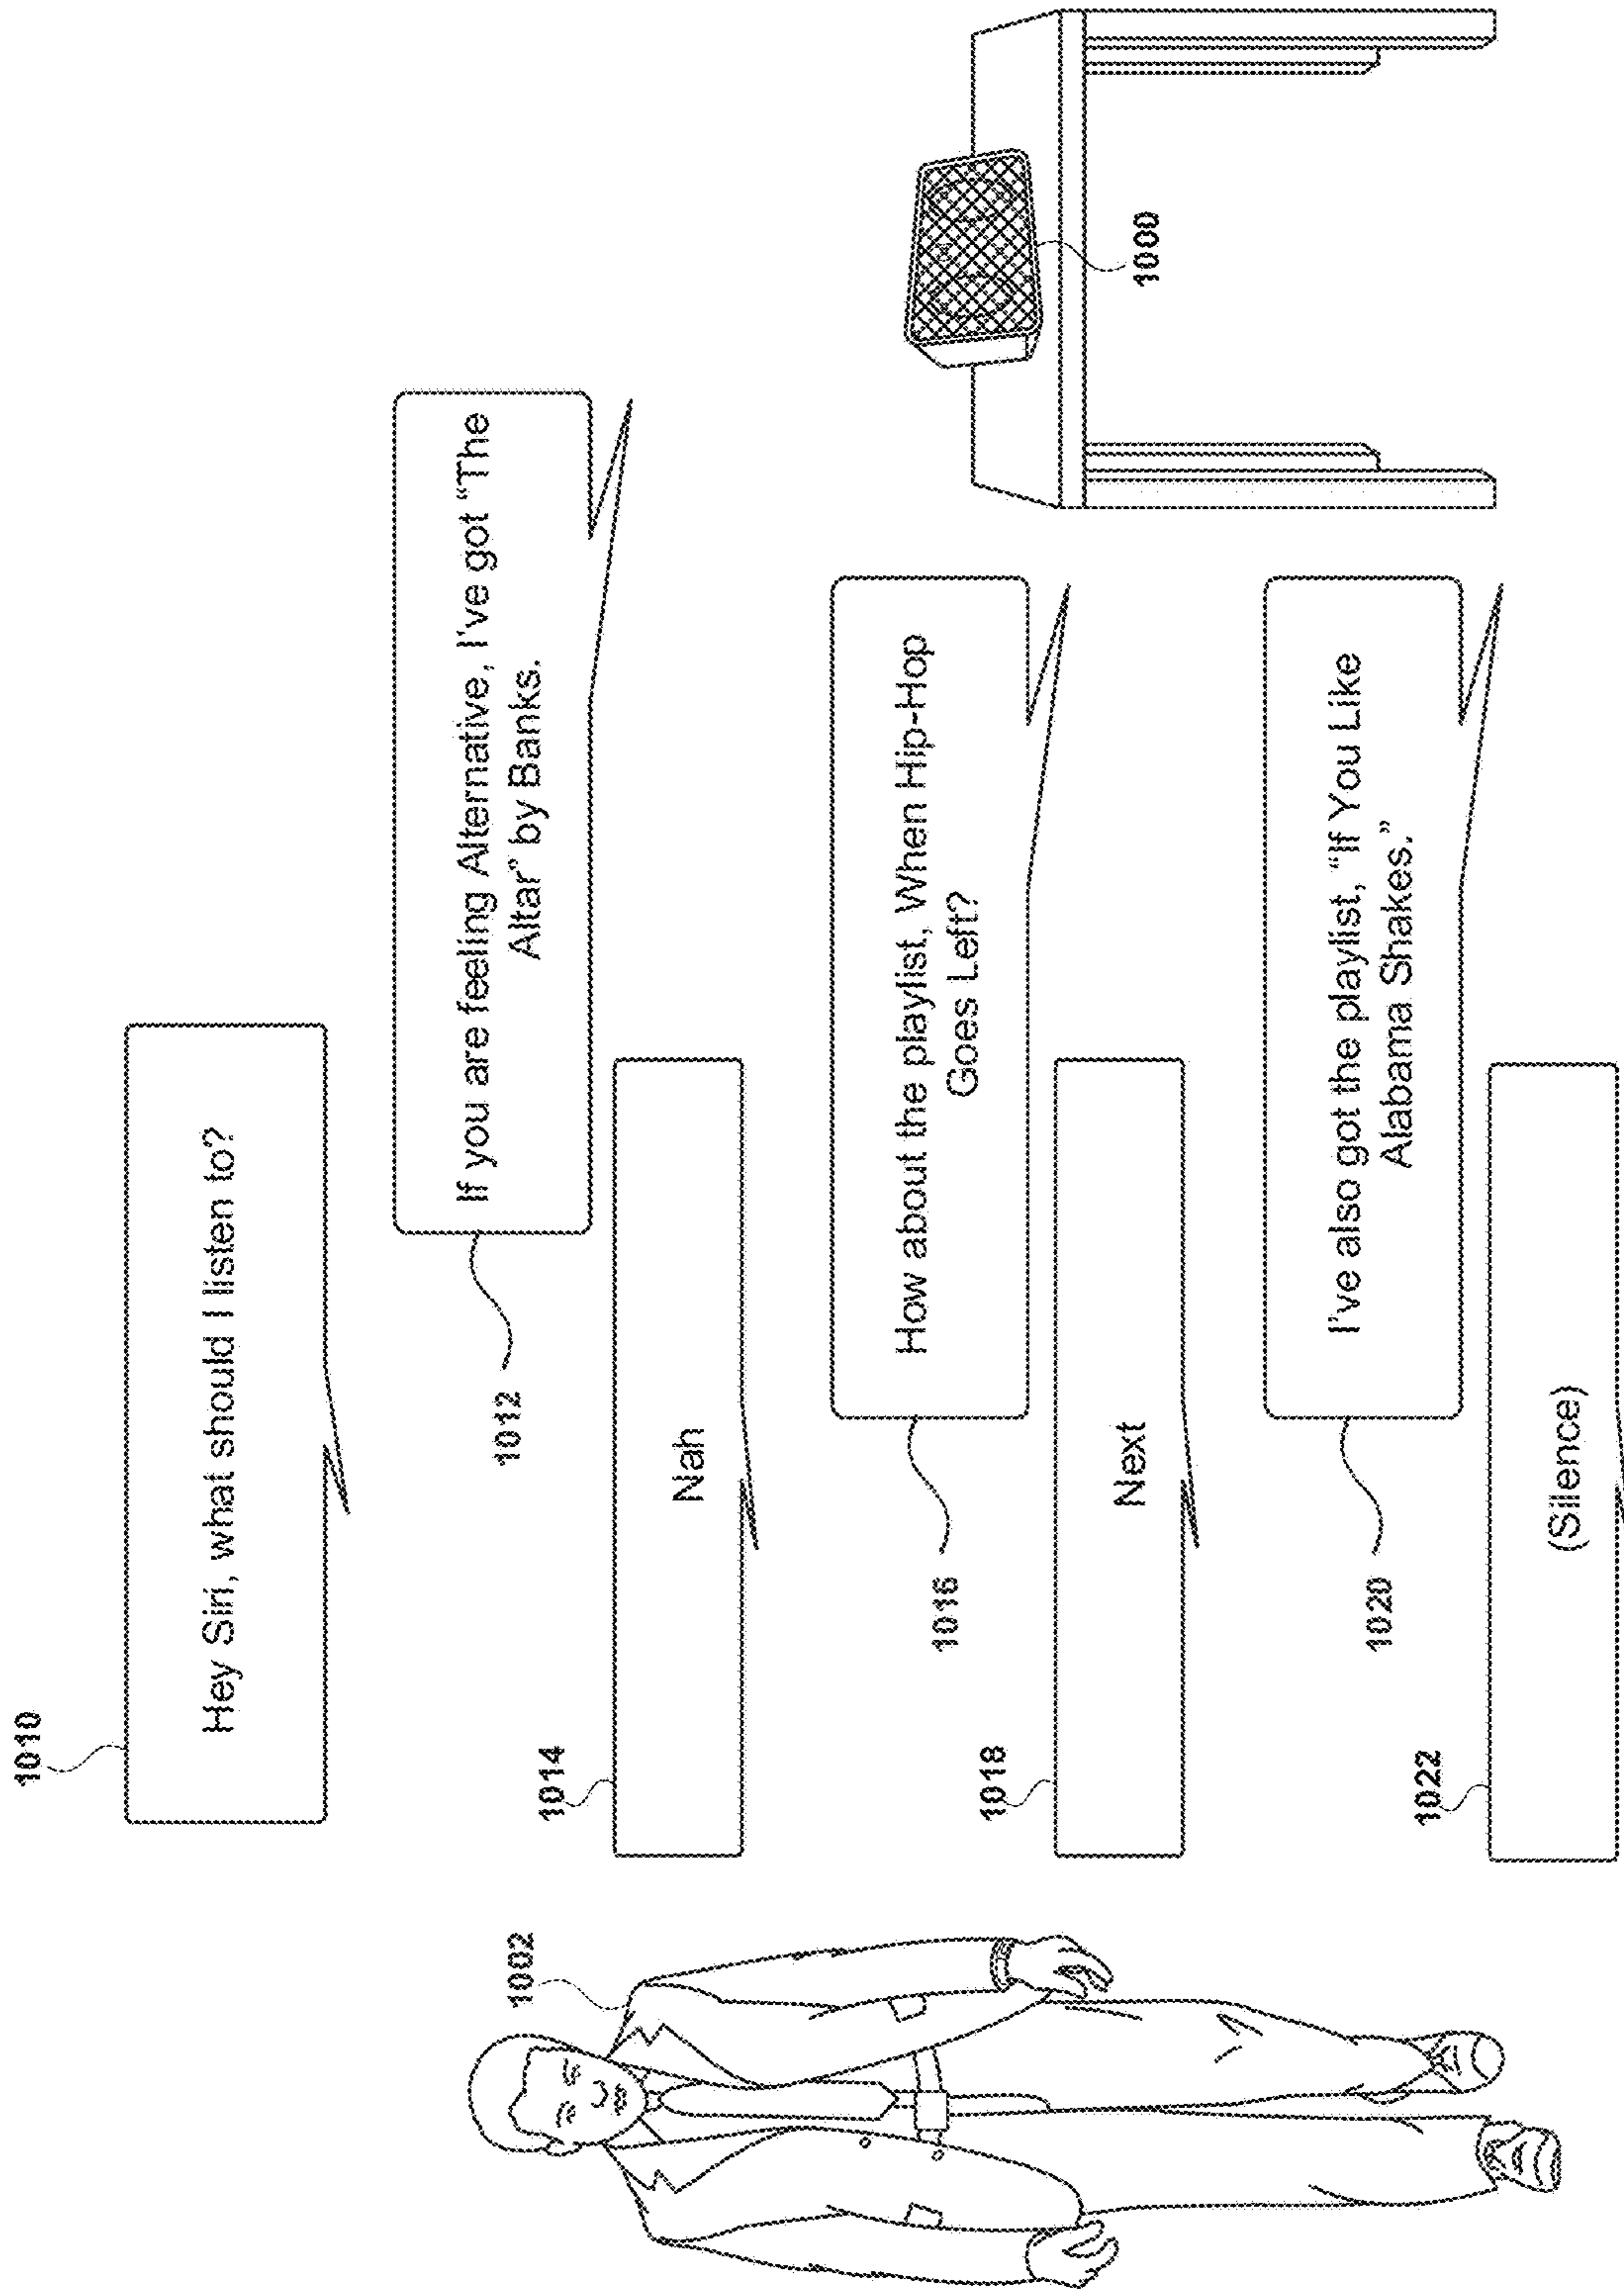 1010
Hey Siri, what should I listen to?
1012
If you are feeling Alternative, I've got “The
Altar” by Banks.
1014
Nah
1002
1016
How about the playlist, When Hip-Hop
Goes Left?
1018
Next
1000
1020
I've also got the playlist, “If You Like
Alabama Shakes.”
1022
(Silence)